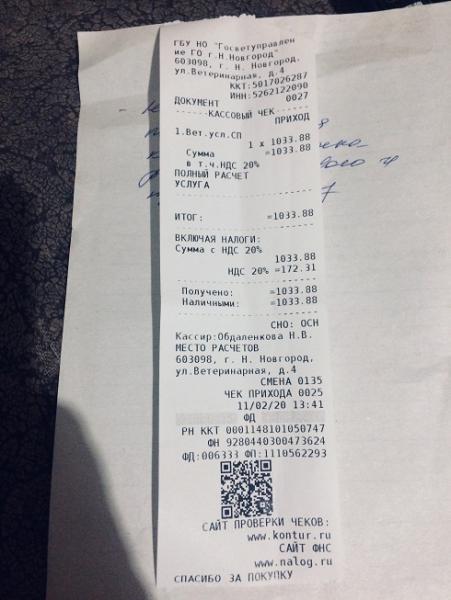 ГБУ НО "Госветуправлен
ие ГО г.Н.Новгород"
603098, г. Н. Новгород,
ул.Ветеринарная, д.4
ККТ:5017026287
ИНН:5262122090
ДОКУМЕНТ 0027
------КАССОВЫЙ ЧЕК------
ПРИХОД
1.Вет.усл.СП
1 x 1033.88
Сумма =1033.88
в т.ч.НДС 20%
ПОЛНЫЙ РАСЧЕТ
УСЛУГА
ИТОГ: =1033.88
ВКЛЮЧАЯ НАЛОГИ:
Сумма с НДС 20%
1033.88
НДС 20% =172.31
Получено: =1033.88
Наличными: =1033.88
СНО: ОСН
Кассир:Обдаленкова Н.В.
МЕСТО РАСЧЕТОВ
603098, г. Н. Новгород,
ул.Ветеринарная, д.4
СМЕНА 0135
ЧЕК ПРИХОДА 0025
11/02/20 13:41
ФД
РН ККТ 0001148101050747
ФН 9280440300473624
ФД:006333 ФП:1110562293
САЙТ ПРОВЕРКИ ЧЕКОВ:
www.kontur.ru
САЙТ ФНС
www.nalog.ru
СПАСИБО ЗА ПОКУПКУ